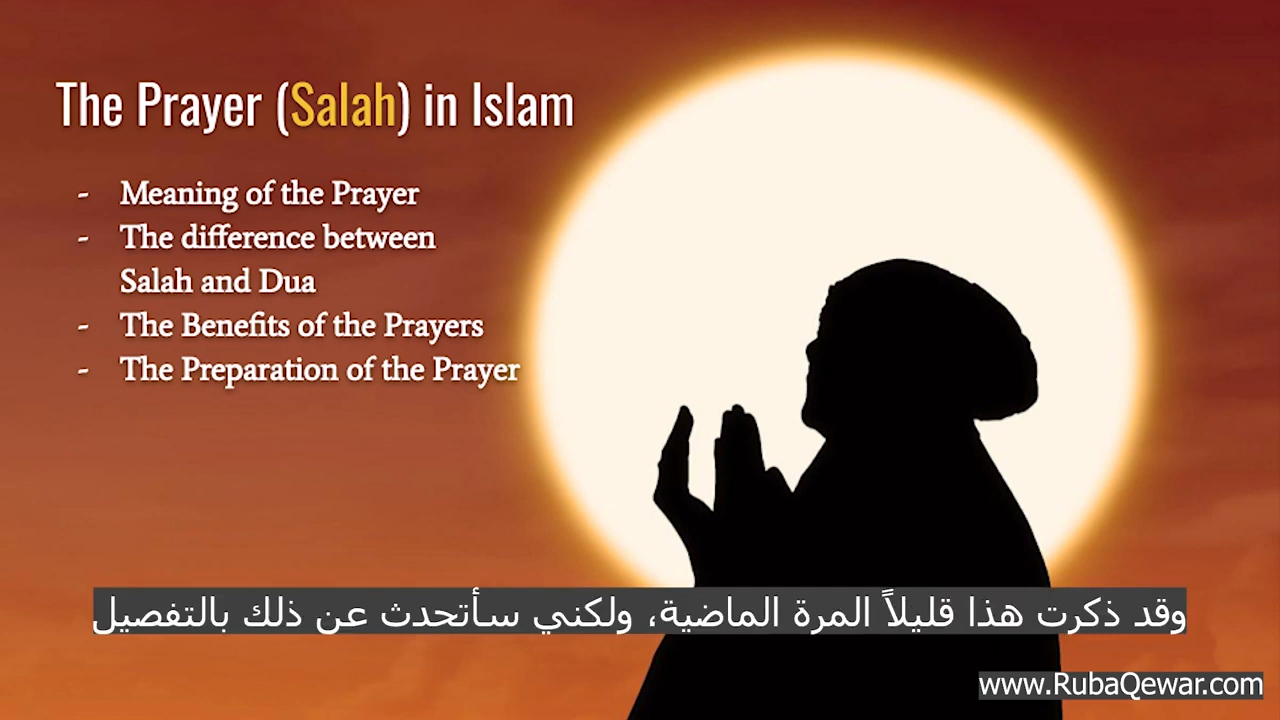 The Prayer (Salah) in Islam
- Meaning of the Prayer
- The difference between
Salah and Dua
- The Benefits of the Prayers
- The Preparation of the Prayer
وقد ذكرت هذا قليلاً المرة الماضية، ولكني سأتحدث عن ذلك بالتفصيل
www.RubaQewar.com